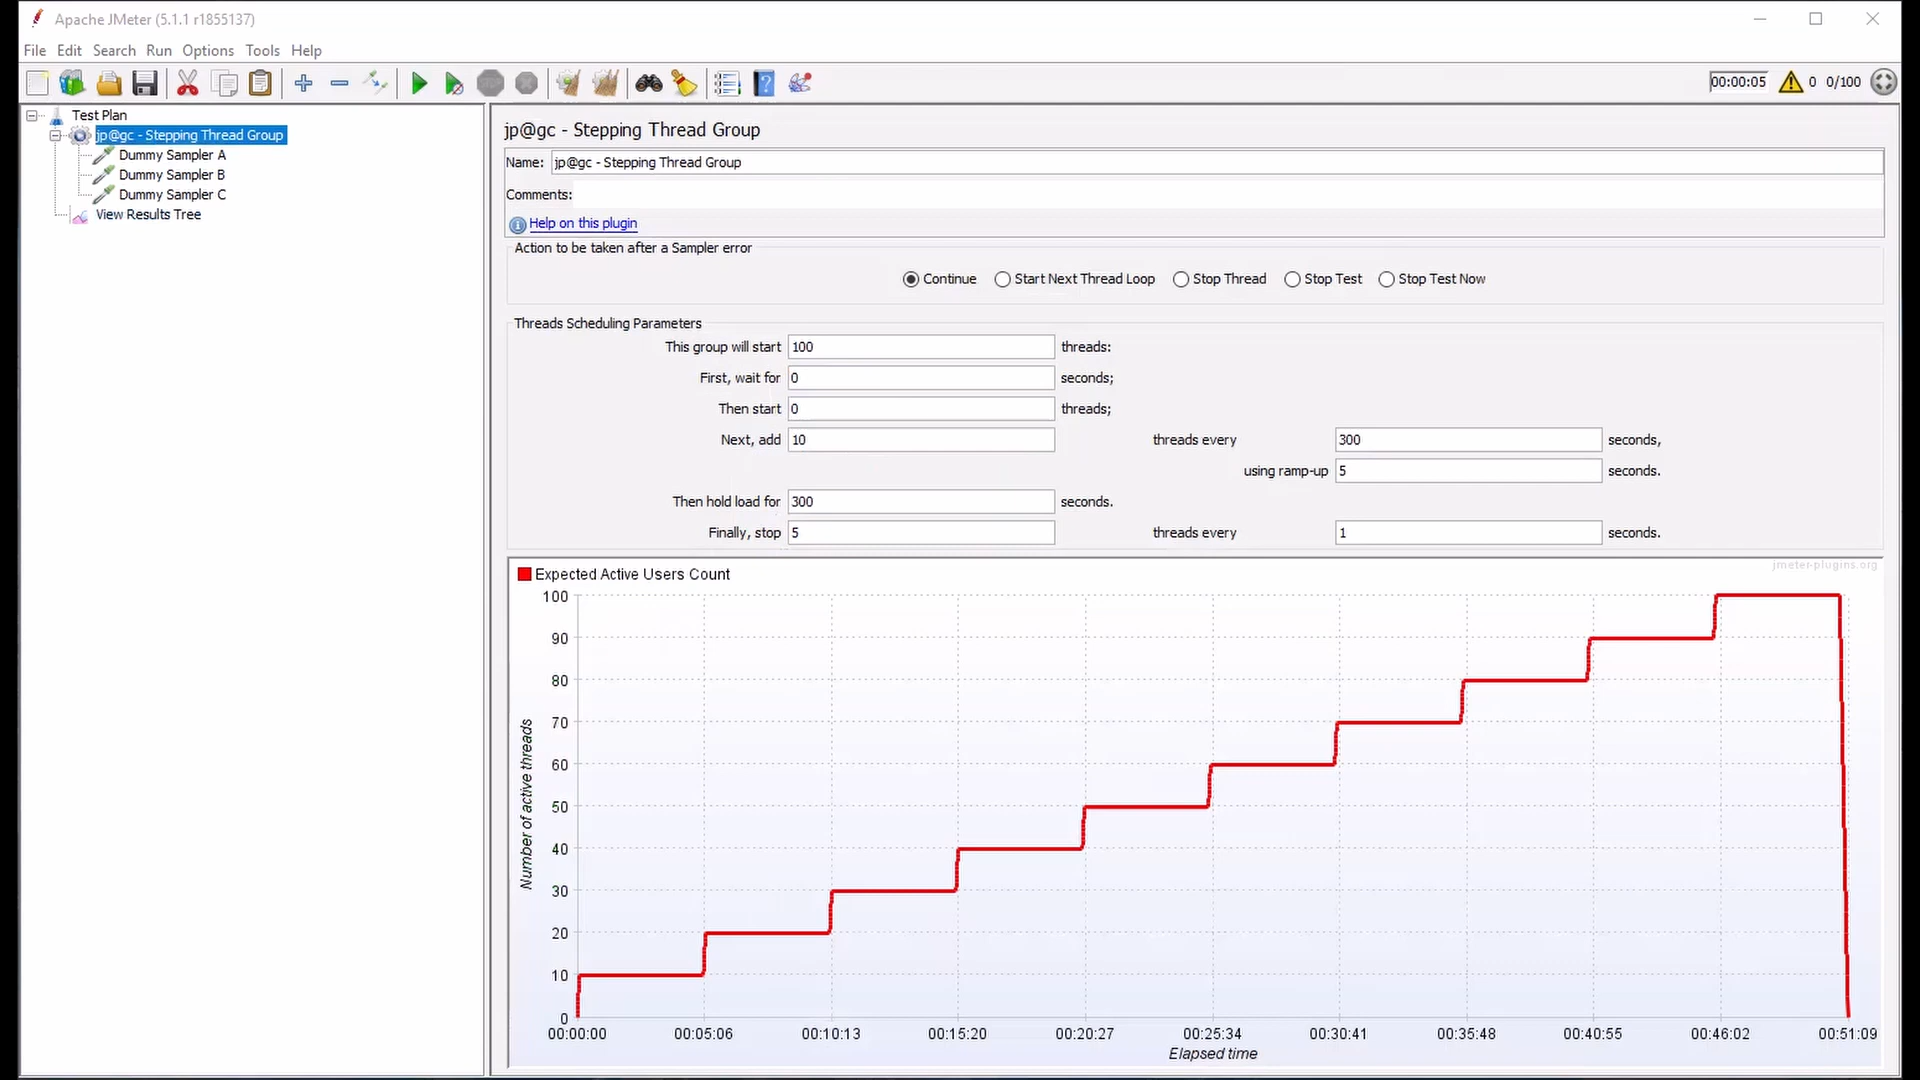 Apache JMeter (5.1.1 r1855137)
File Edit Search Run Options Tools Help
00:00:05 0 0/100
Test Plan
jp@gc - Stepping Thread Group
Dummy Sampler A
Dummy Sampler B
Dummy Sampler C
View Results Tree
jp@gc - Stepping Thread Group
Name: jp@gc - Stepping Thread Group
Comments:
Help on this plugin
Action to be taken after a Sampler error
Continue Start Next Thread Loop Stop Thread Stop Test Stop Test Now
Threads Scheduling Parameters
This group will start 100 threads:
First, wait for 0 seconds;
Then start 0 threads;
Next, add 10 threads every 300 seconds,
using ramp-up 5 seconds.
Then hold load for 300 seconds.
Finally, stop 5 threads every 1 seconds.
Expected Active Users Count
jmeter-plugins.org
100
90
80
70
60
50
40
30
20
10
0
Number of active threads
00:00:00 00:05:06 00:10:13 00:15:20 00:20:27 00:25:34 00:30:41 00:35:48 00:40:55 00:46:02 00:51:09
Elapsed time